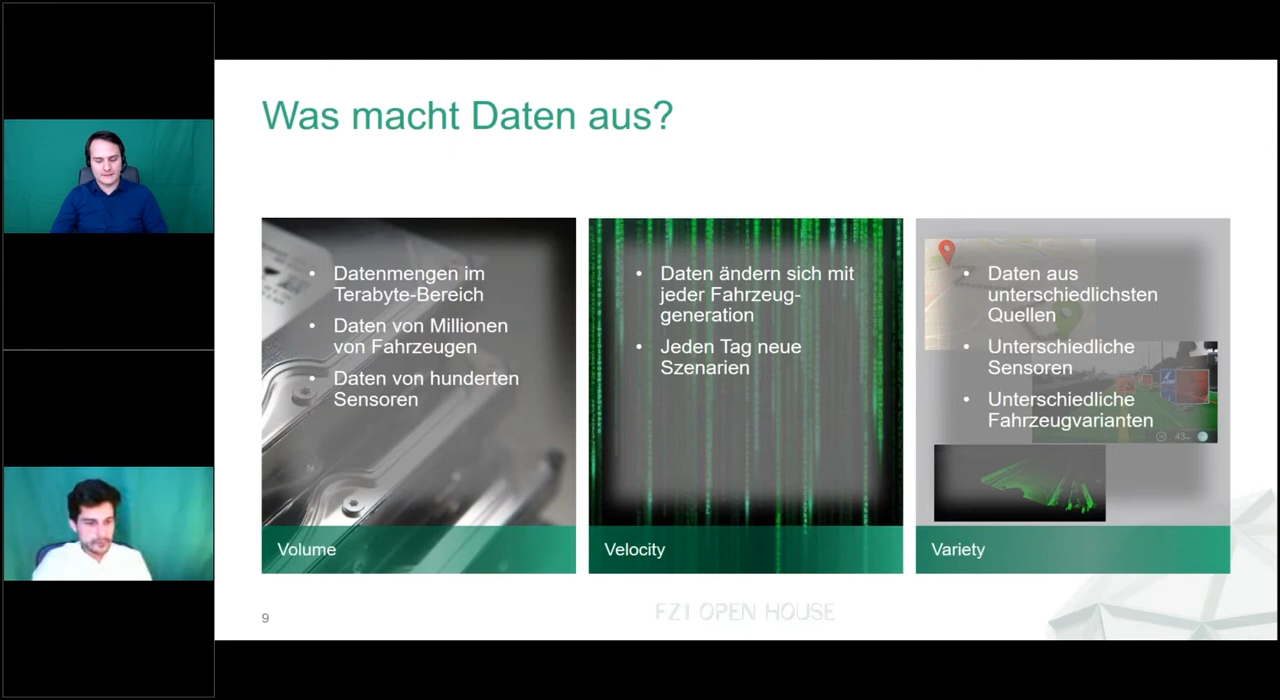 Was macht Daten aus?
• Datenmengen im
Terabyte-Bereich
• Daten von Millionen
von Fahrzeugen
• Daten von hunderten
Sensoren
Volume
• Daten ändern sich mit
jeder Fahrzeug-
generation
• Jeden Tag neue
Szenarien
Velocity
• Daten aus
unterschiedlichsten
Quellen
• Unterschiedliche
Sensoren
• Unterschiedliche
Fahrzeugvarianten
43m
Variety
9
FZI OPEN HOUSE